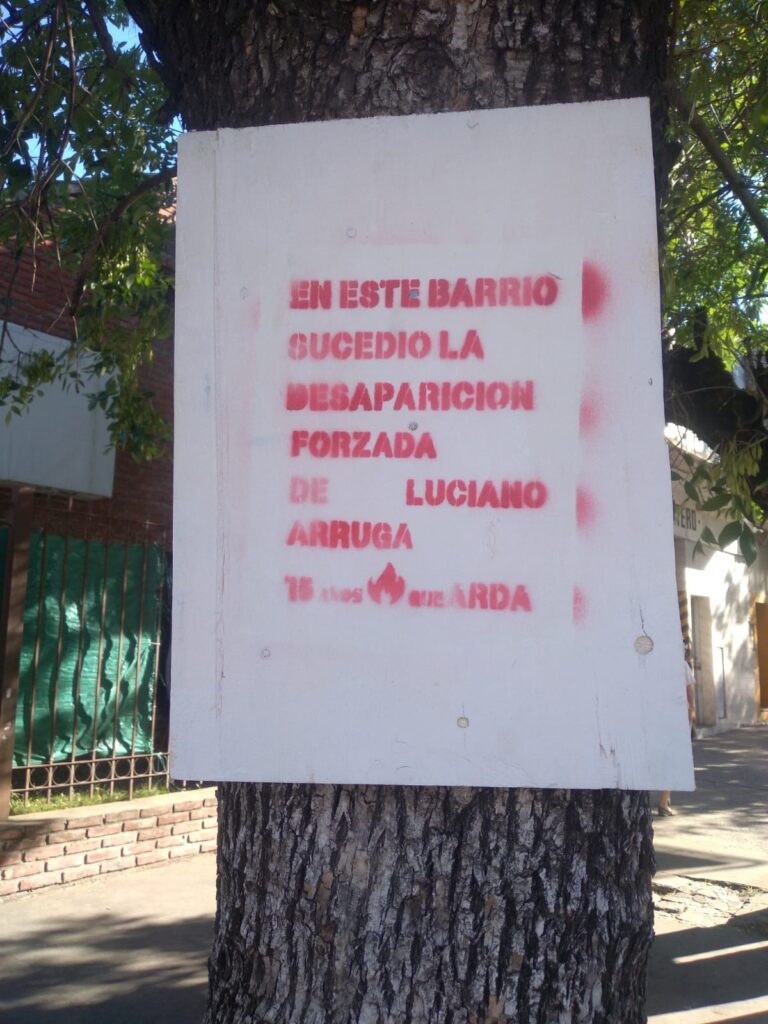 EN ESTE BARRIO
SUCEDIO LA
DESAPARICION
FORZADA
DE LUCIANO
ARRUGA
15 AÑOS QUE ARDA